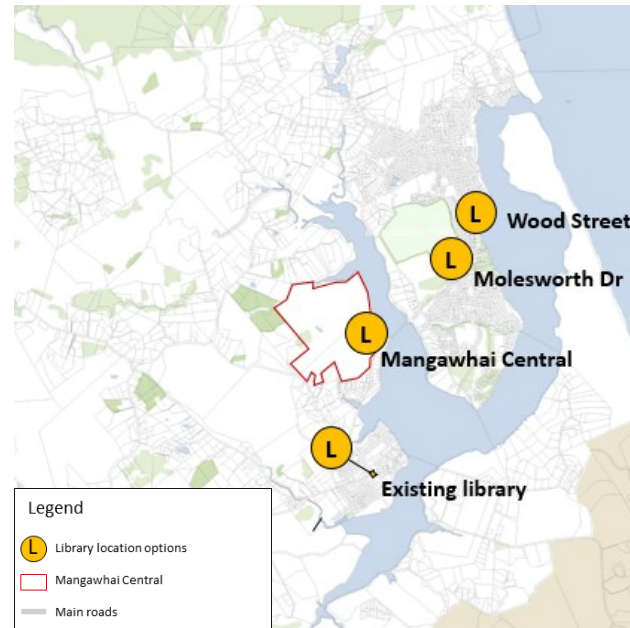 L
Wood Street
L
Molesworth Dr
L
Mangawhai Central
L
Existing library
Legend
L Library location options
Mangawhai Central
Main roads